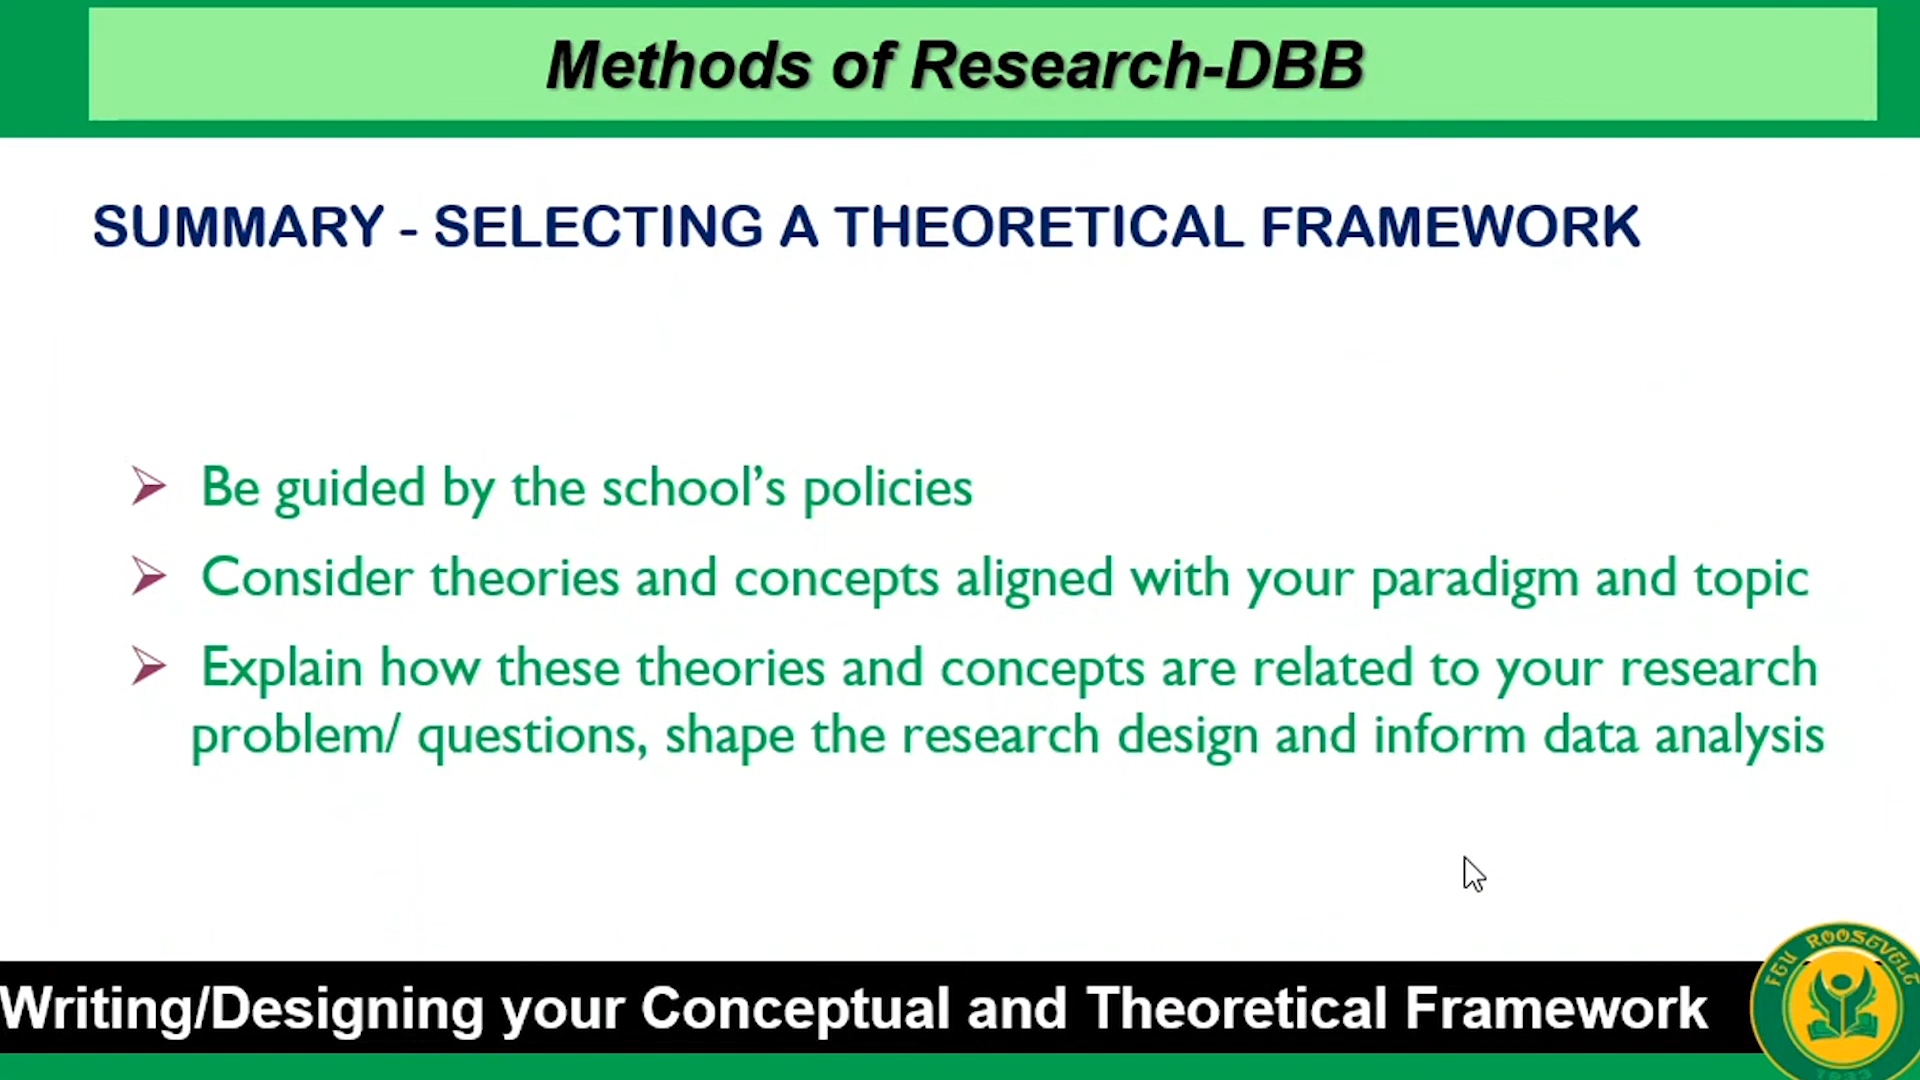 Methods of Research-DBB
SUMMARY - SELECTING A THEORETICAL FRAMEWORK
Be guided by the school’s policies
Consider theories and concepts aligned with your paradigm and topic
Explain how these theories and concepts are related to your research
problem/ questions, shape the research design and inform data analysis
Writing/Designing your Conceptual and Theoretical Framework
FEU ROOSEVELT
1933